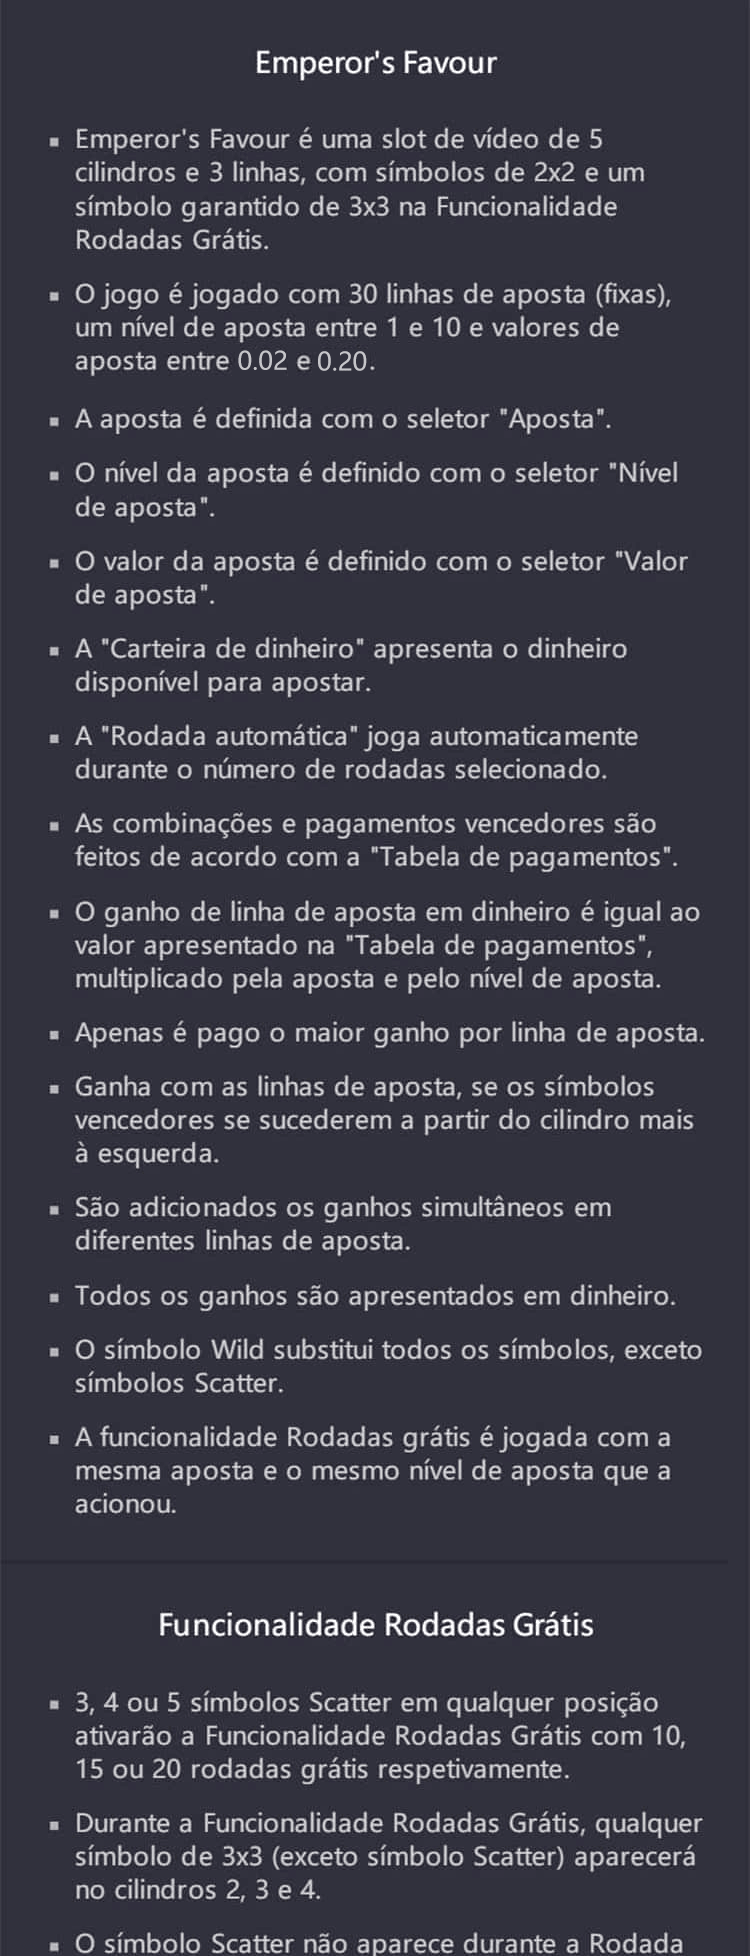 Emperor's Favour
▪ Emperor's Favour é uma slot de vídeo de 5
cilindros e 3 linhas, com símbolos de 2x2 e um
símbolo garantido de 3x3 na Funcionalidade
Rodadas Grátis.
▪ O jogo é jogado com 30 linhas de aposta (fixas),
um nível de aposta entre 1 e 10 e valores de
aposta entre 0.02 e 0.20.
▪ A aposta é definida com o seletor "Aposta".
▪ O nível da aposta é definido com o seletor "Nível
de aposta".
▪ O valor da aposta é definido com o seletor "Valor
de aposta".
▪ A "Carteira de dinheiro" apresenta o dinheiro
disponível para apostar.
▪ A "Rodada automática" joga automaticamente
durante o número de rodadas selecionado.
▪ As combinações e pagamentos vencedores são
feitos de acordo com a "Tabela de pagamentos".
▪ O ganho de linha de aposta em dinheiro é igual ao
valor apresentado na "Tabela de pagamentos",
multiplicado pela aposta e pelo nível de aposta.
▪ Apenas é pago o maior ganho por linha de aposta.
▪ Ganha com as linhas de aposta, se os símbolos
vencedores se sucederem a partir do cilindro mais
à esquerda.
▪ São adicionados os ganhos simultâneos em
diferentes linhas de aposta.
▪ Todos os ganhos são apresentados em dinheiro.
▪ O símbolo Wild substitui todos os símbolos, exceto
símbolos Scatter.
▪ A funcionalidade Rodadas grátis é jogada com a
mesma aposta e o mesmo nível de aposta que a
acionou.
Funcionalidade Rodadas Grátis
▪ 3, 4 ou 5 símbolos Scatter em qualquer posição
ativarão a Funcionalidade Rodadas Grátis com 10,
15 ou 20 rodadas grátis respetivamente.
▪ Durante a Funcionalidade Rodadas Grátis, qualquer
símbolo de 3x3 (exceto símbolo Scatter) aparecerá
no cilindros 2, 3 e 4.
▪ O símbolo Scatter não aparece durante a Rodada